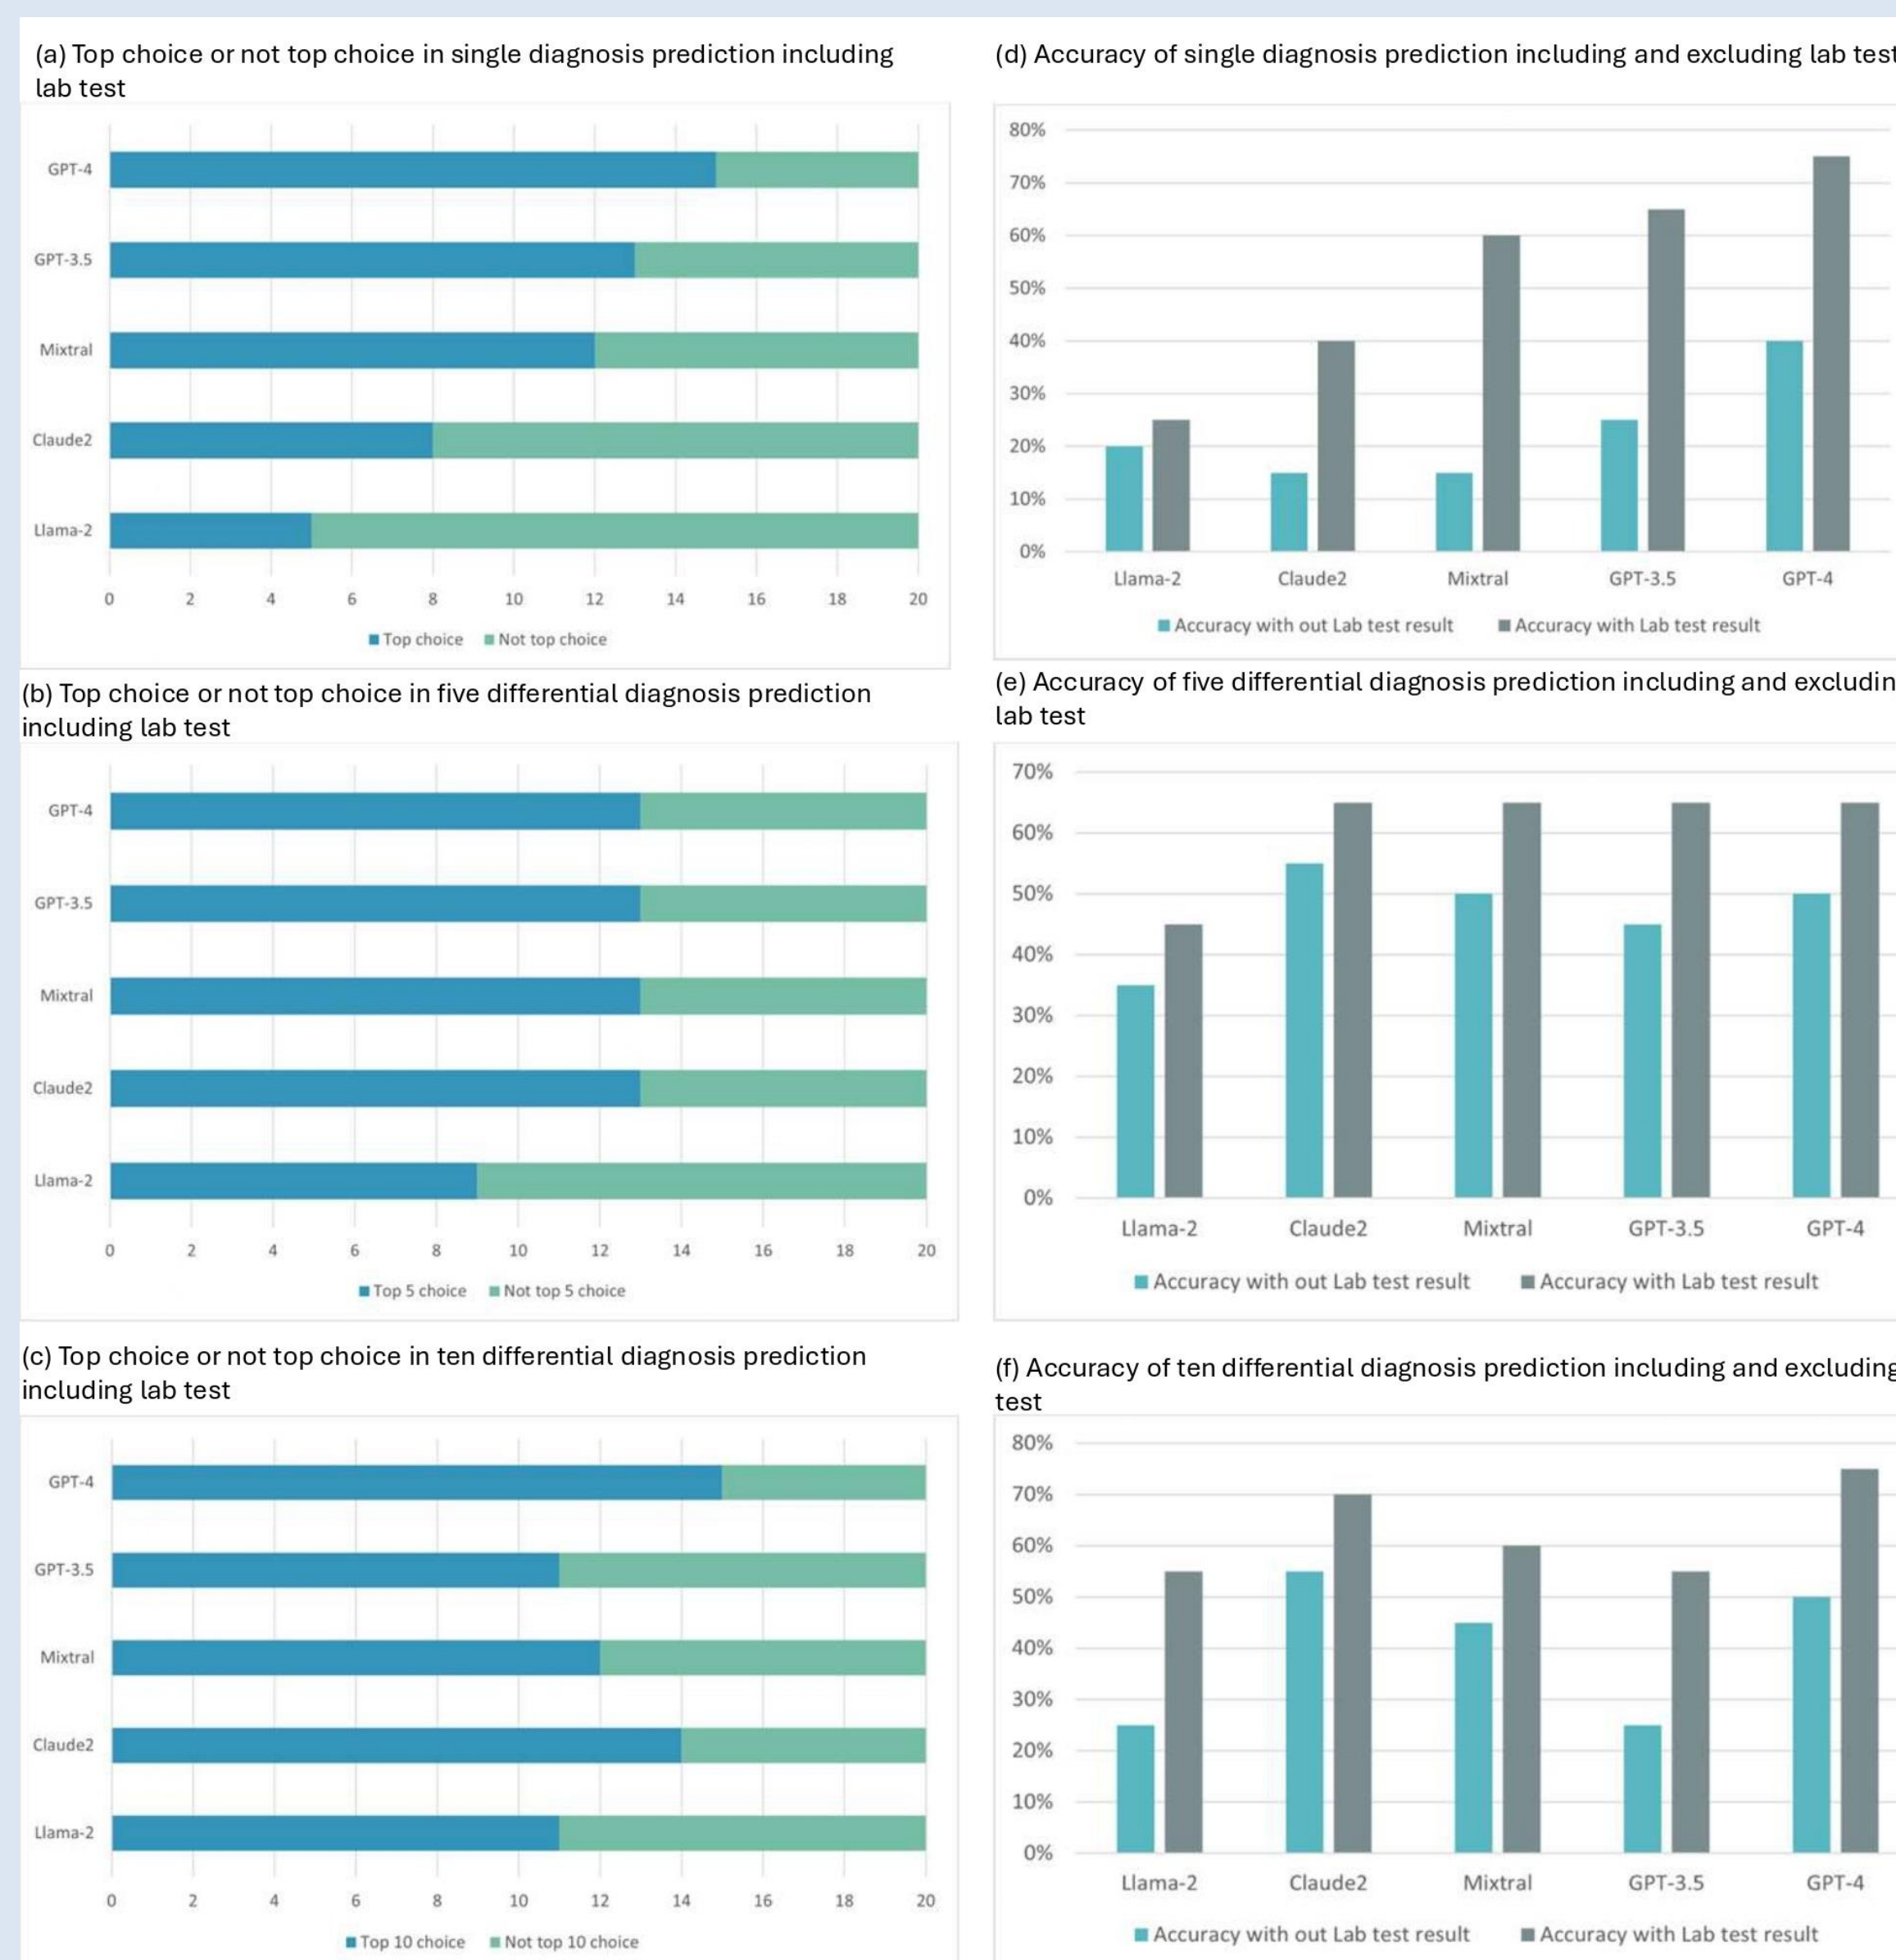 (a) Top choice or not top choice in single diagnosis prediction including
lab test
GPT-4
GPT-3.5
Mixtral
Claude2
Llama-2
0 2 4 6 8 10 12 14 16 18 20
Top choice Not top choice
(b) Top choice or not top choice in five differential diagnosis prediction
including lab test
GPT-4
GPT-3.5
Mixtral
Claude2
Llama-2
0 2 4 6 8 10 12 14 16 18 20
Top 5 choice Not top 5 choice
(c) Top choice or not top choice in ten differential diagnosis prediction
including lab test
GPT-4
GPT-3.5
Mixtral
Claude2
Llama-2
0 2 4 6 8 10 12 14 16 18 20
Top 10 choice Not top 10 choice
(d) Accuracy of single diagnosis prediction including and excluding lab test
80%
70%
60%
50%
40%
30%
20%
10%
0%
Llama-2 Claude2 Mixtral GPT-3.5 GPT-4
Accuracy with out Lab test result Accuracy with Lab test result
(e) Accuracy of five differential diagnosis prediction including and excludin
lab test
70%
60%
50%
40%
30%
20%
10%
0%
Llama-2 Claude2 Mixtral GPT-3.5 GPT-4
Accuracy with out Lab test result Accuracy with Lab test result
(f) Accuracy of ten differential diagnosis prediction including and excluding
test
80%
70%
60%
50%
40%
30%
20%
10%
0%
Llama-2 Claude2 Mixtral GPT-3.5 GPT-4
Accuracy with out Lab test result Accuracy with Lab test result